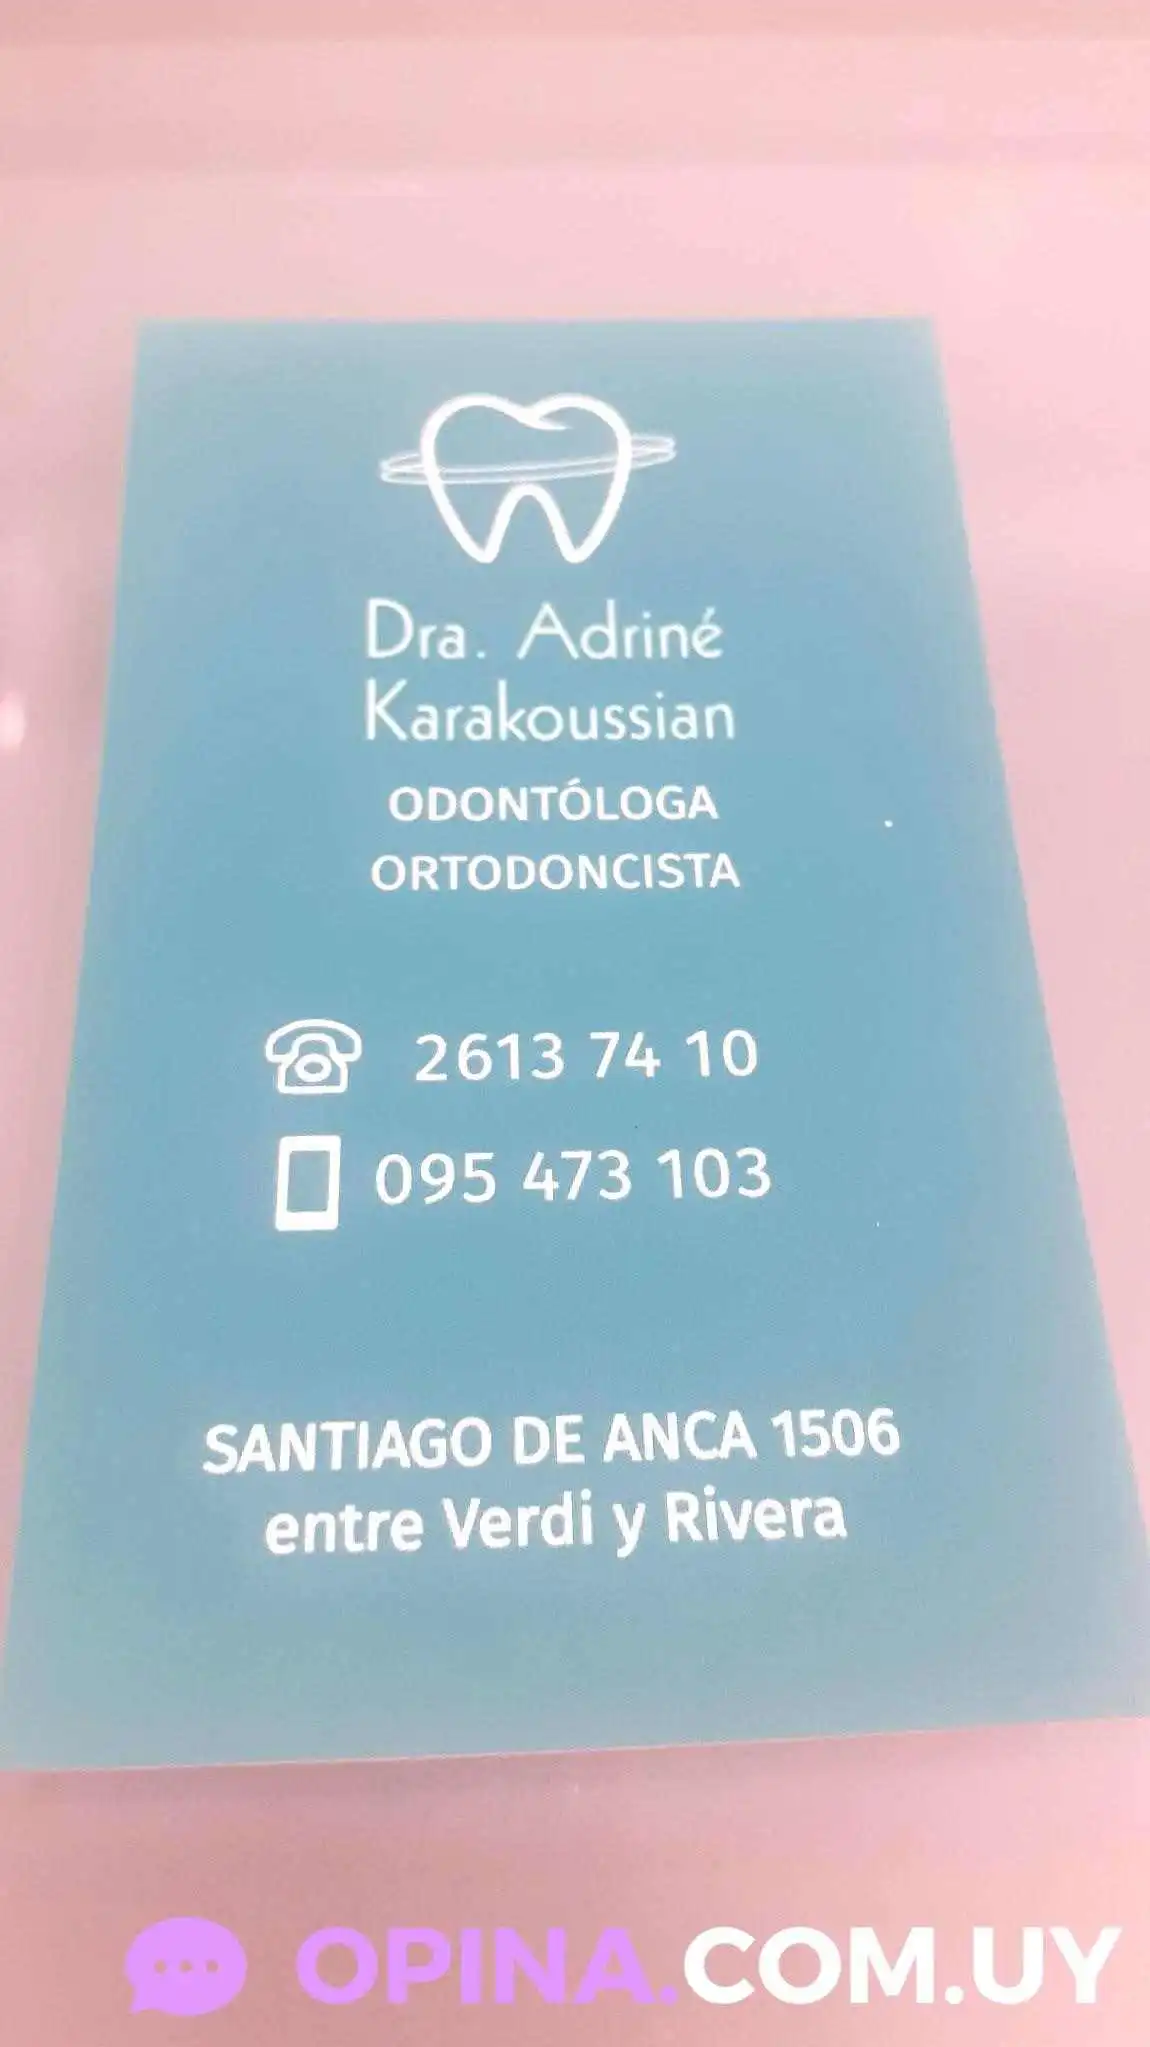 Dra. Adriné
Karakoussian
ODONTÓLOGA
ORTODONCISTA
2613 74 10
095 473 103
SANTIAGO DE ANCA 1506
entre Verdi y Rivera
OPINA.COM.UY